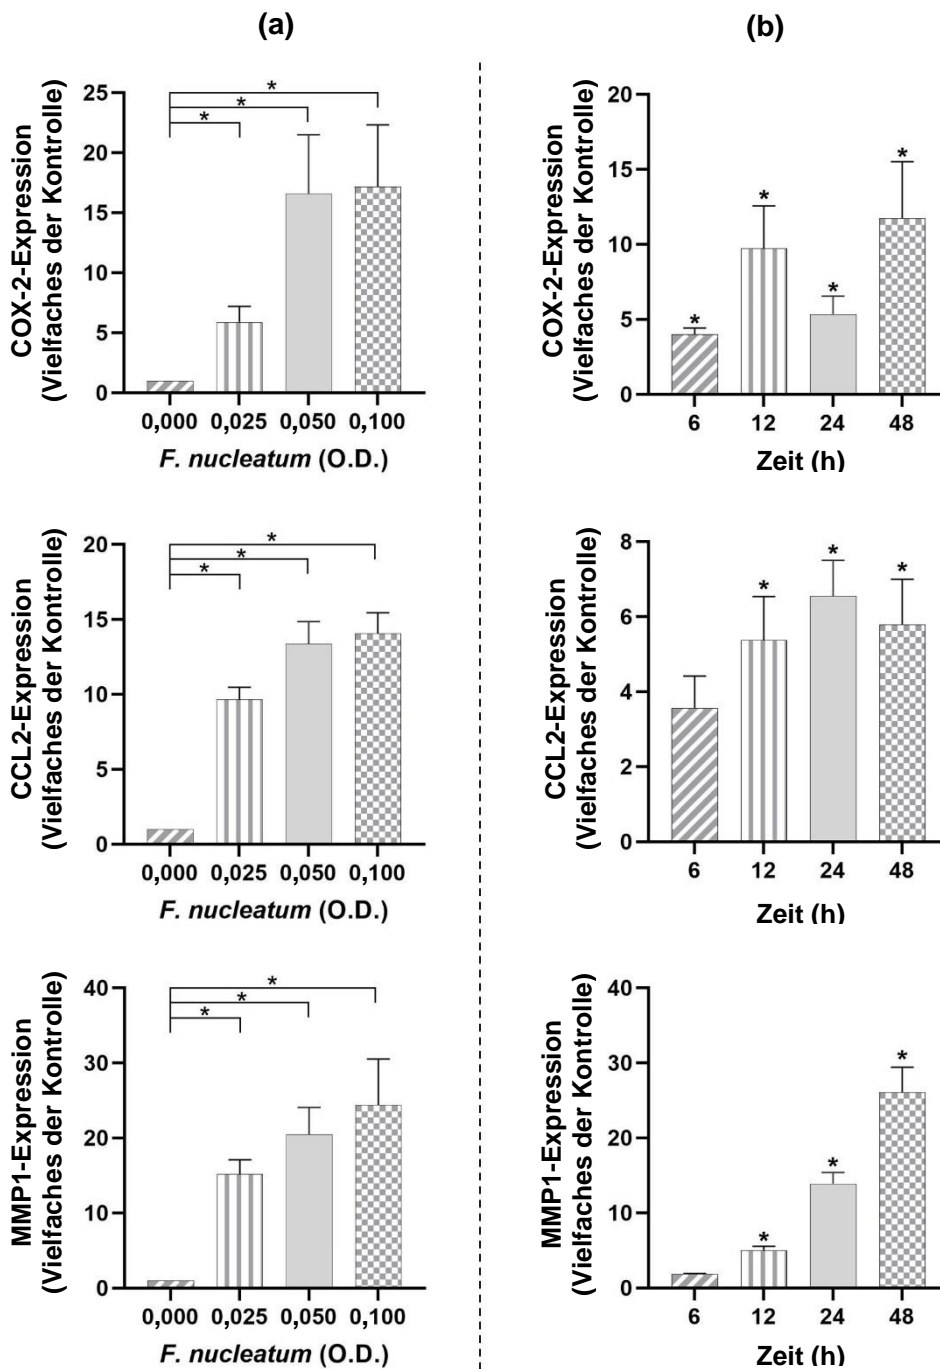 (a)
(b)
COX-2-Expression
(Vielfaches der Kontrolle)
25
20
15
10
5
0
* * *
0,000 0,025 0,050 0,100
F. nucleatum (O.D.)
COX-2-Expression
(Vielfaches der Kontrolle)
20
15
10
5
0
* * * *
6 12 24 48
Zeit (h)
CCL2-Expression
(Vielfaches der Kontrolle)
20
15
10
5
0
* * *
0,000 0,025 0,050 0,100
F. nucleatum (O.D.)
CCL2-Expression
(Vielfaches der Kontrolle)
8
6
4
2
0
* * *
6 12 24 48
Zeit (h)
MMP1-Expression
(Vielfaches der Kontrolle)
40
30
20
10
0
* * *
0,000 0,025 0,050 0,100
F. nucleatum (O.D.)
MMP1-Expression
(Vielfaches der Kontrolle)
40
30
20
10
0
* * *
6 12 24 48
Zeit (h)